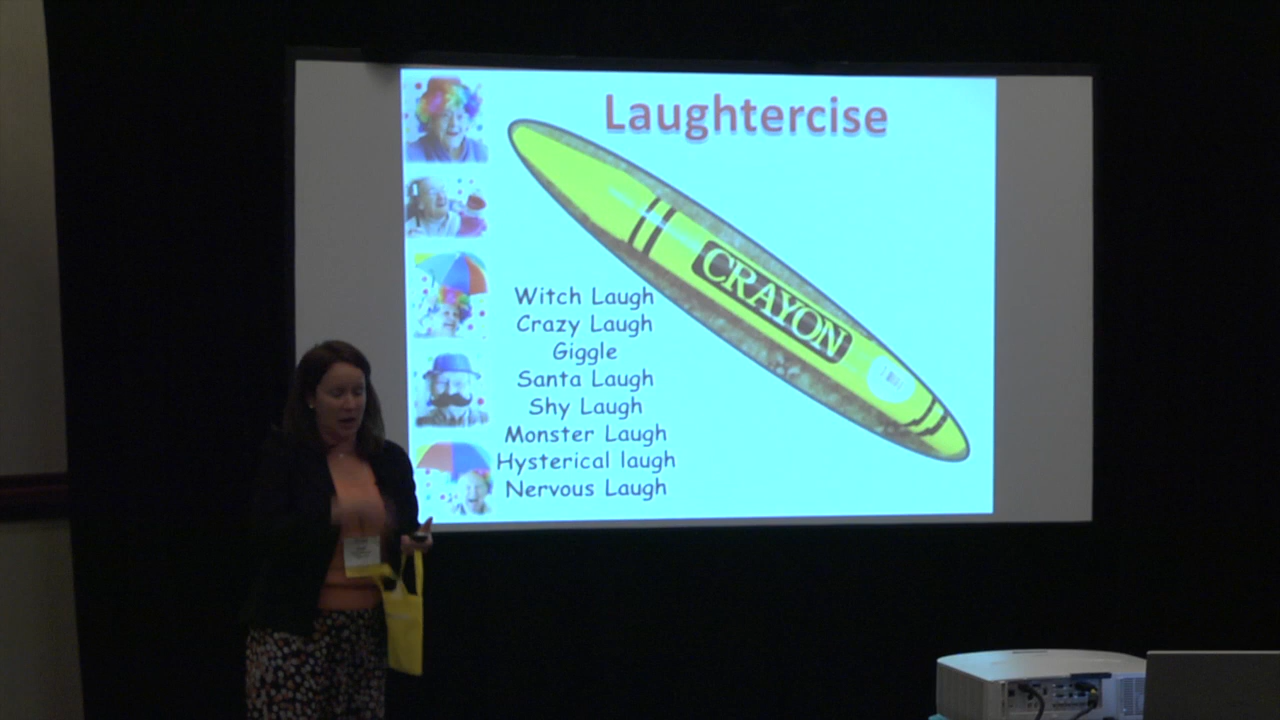 Laughtercise
CRAYON
Witch Laugh
Crazy Laugh
Giggle
Santa Laugh
Shy Laugh
Monster Laugh
Hysterical laugh
Nervous Laugh